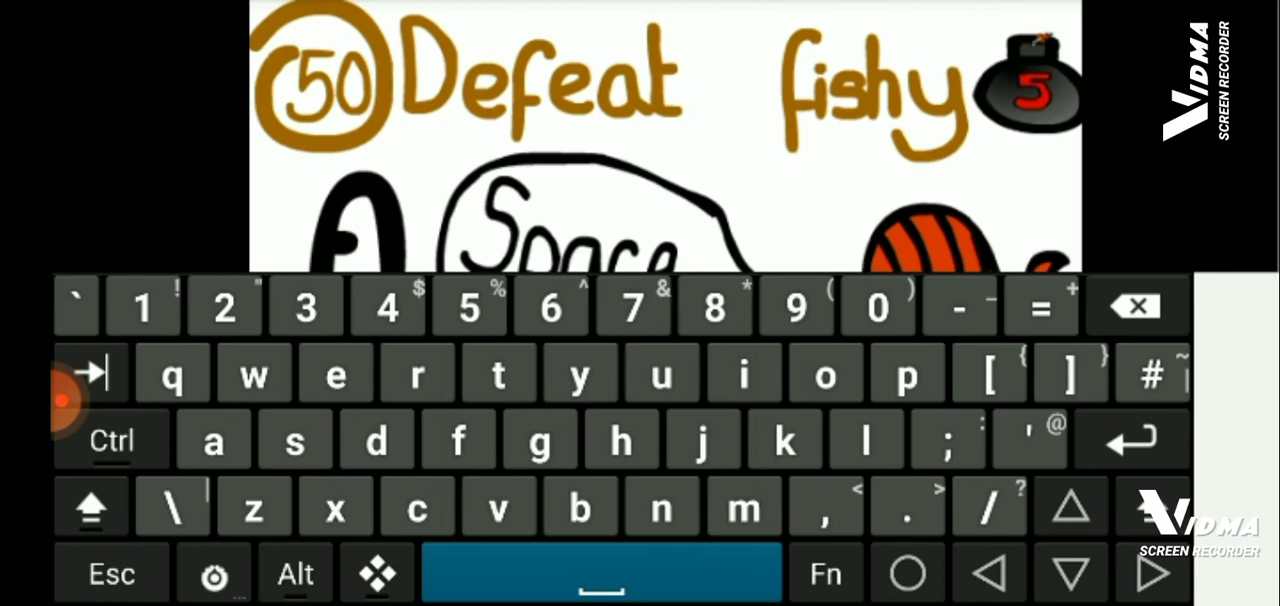 50 Defeat fishy 5
Space
VIDMA
SCREEN RECORDER
` 1 ! 2 " 3 4 $ 5 % 6 ^ 7 & 8 * 9 ( 0 ) - _ = +
q w e r t y u i o p [ { ] } # ~
Ctrl a s d f g h j k l ; : ' @
\ | z x c v b n m , < . > / ?
Esc Alt Fn
VIDMA
SCREEN RECORDER